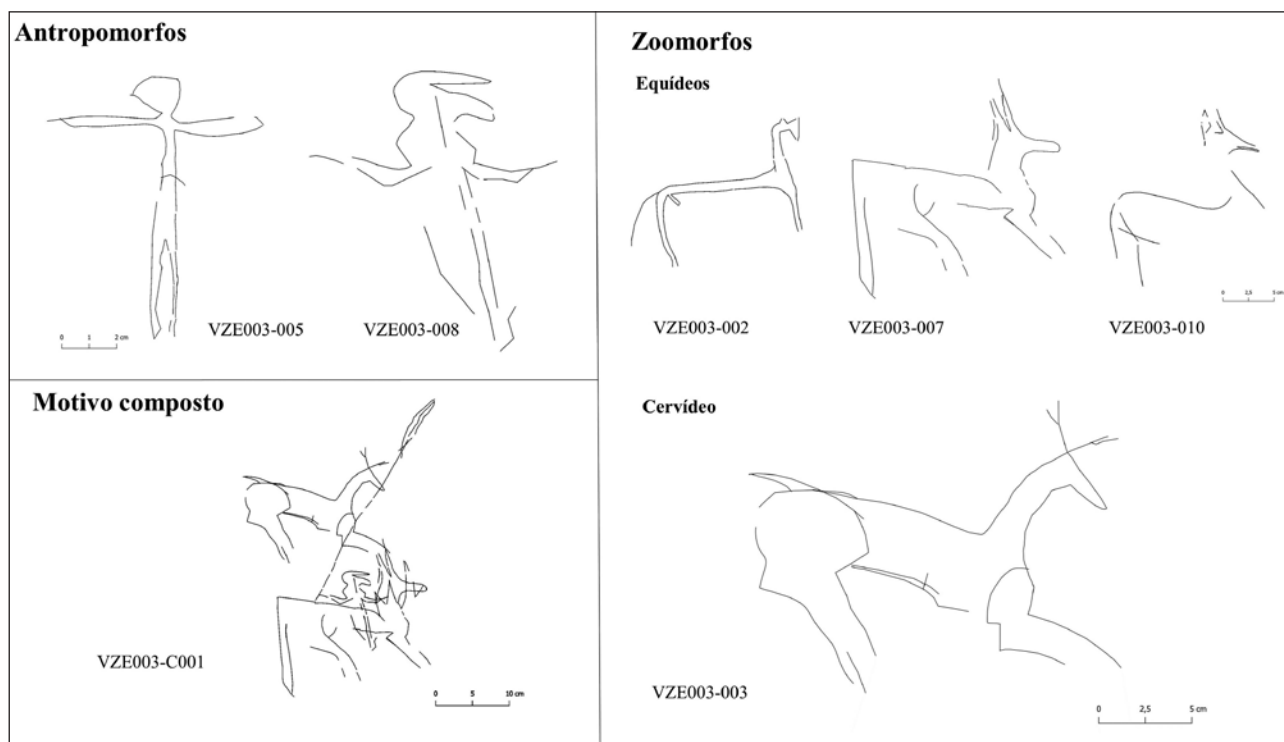 Antropomorfos
VZE003-005
VZE003-008
0 1 2 cm
Motivo composto
VZE003-C001
0 5 10 cm
Zoomorfos
Equídeos
VZE003-002
VZE003-007
VZE003-010
0 2,5 5 cm
Cervídeo
VZE003-003
0 2,5 5 cm